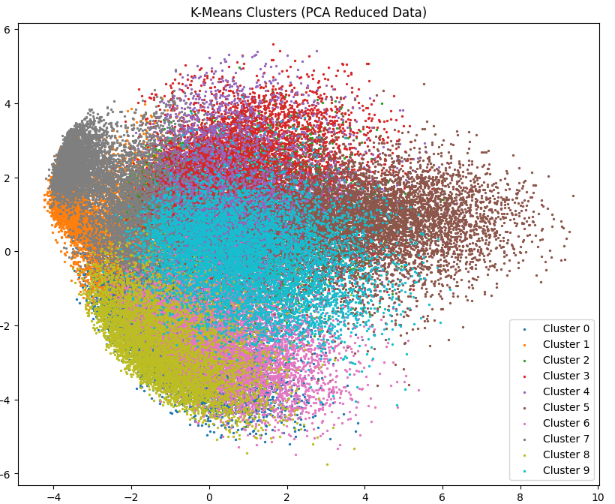 K-Means Clusters (PCA Reduced Data)
6
4
2
0
−2
−4
−6
−4
−2
0
2
4
6
8
10
Cluster 0
Cluster 1
Cluster 2
Cluster 3
Cluster 4
Cluster 5
Cluster 6
Cluster 7
Cluster 8
Cluster 9